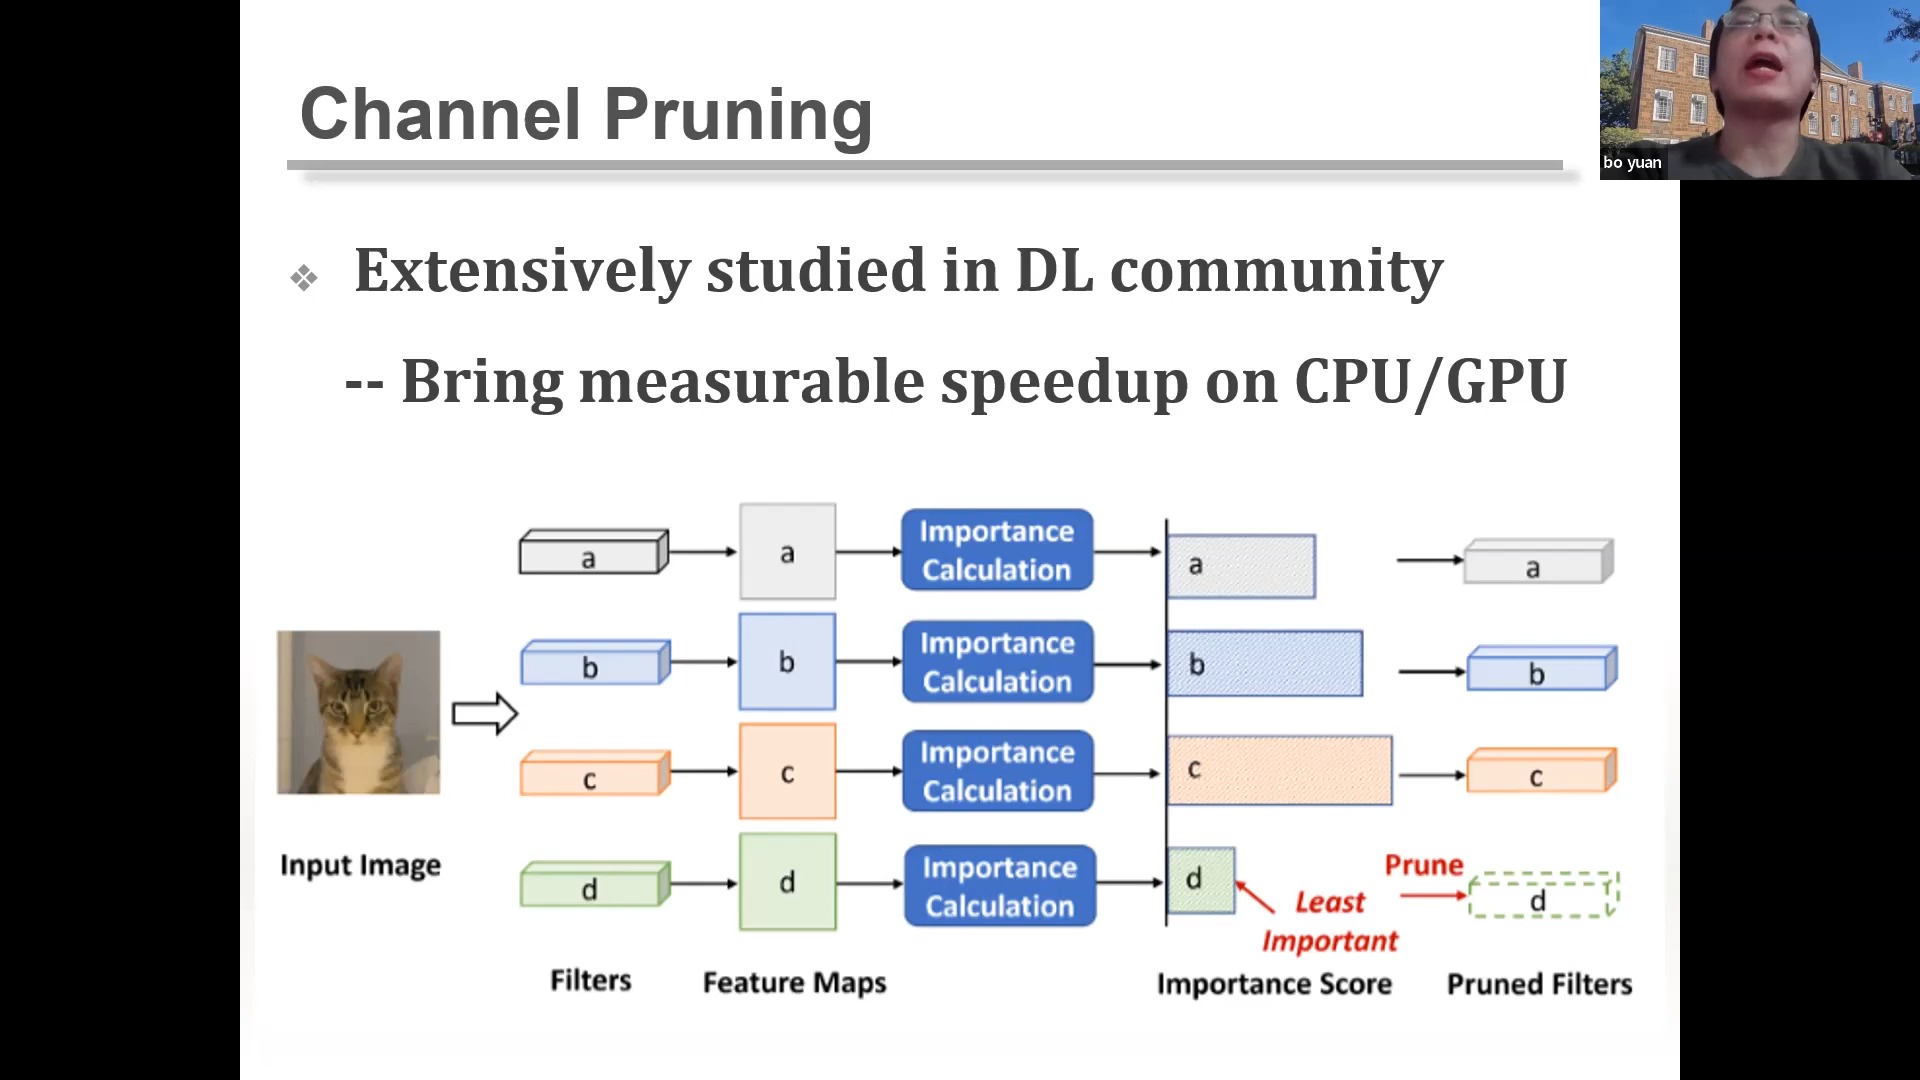 Channel Pruning
bo yuan
❖ Extensively studied in DL community
-- Bring measurable speedup on CPU/GPU
a
a
Importance
Calculation
a
a
b
b
Importance
Calculation
b
b
c
c
Importance
Calculation
c
c
Input Image
d
d
Importance
Calculation
d
Least
Important
Prune
d
Filters
Feature Maps
Importance Score
Pruned Filters